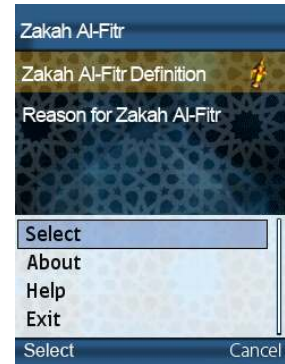 Zakah Al-Fitr
Zakah Al-Fitr Definition
Reason for Zakah Al-Fitr
Select
About
Help
Exit
Select Cancel